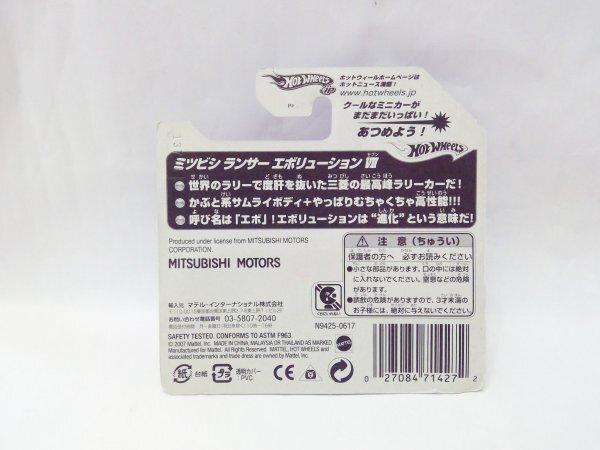 Hot Wheels
ホットウィールホームページは
ホットニュース満載!
www.hotwheels.jp
クールなミニカーが
まだまだいっぱい!
あつめよう!
HOT WHEELS
ミツビシ ランサー エボリューション VII
セブン
世界のラリーで度肝を抜いた三菱の最高峰ラリーカーだ!
かぶと系サムライボディ+やっぱりむちゃくちゃ高性能!!!
呼び名は「エボ」!エボリューションは“進化”という意味だ!
Produced under license from MITSUBISHI MOTORS
CORPORATION.
MITSUBISHI MOTORS
注意(ちゅうい)
保護者の方へ 必ずお読みください
●小さな部品があります。口の中には絶対
に入れないでください。窒息などの危険
があります。
●誤飲の危険がありますので、3才未満の
お子様には、絶対に与えないでください。
輸入元 マテル・インターナショナル株式会社
お問い合わせ電話番号
03-5807-2040
N9425-0617
SAFETY TESTED. CONFORMS TO ASTM F963.
© 2007 Mattel, Inc. MADE IN CHINA, MALAYSIA OR THAILAND AS MARKED.
Manufactured for Mattel. All Rights Reserved. MATTEL, HOT WHEELS and
associated trademarks and trade dress are owned by Mattel, Inc.
MATTEL
紙 台紙
プラ 透明カバー:
PVC
CE
0 27084 71427 2